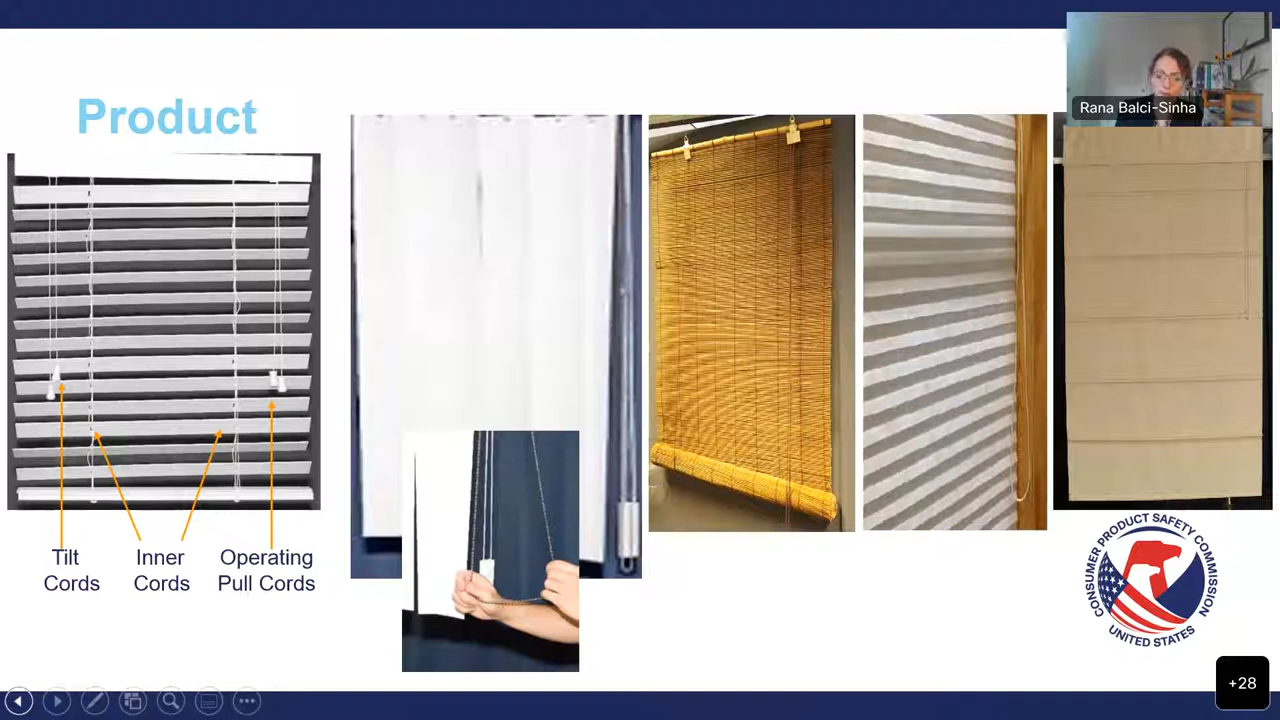 Product
Rana Balci-Sinha
Tilt
Cords
Inner
Cords
Operating
Pull Cords
CONSUMER PRODUCT SAFETY COMMISSION
UNITED STATES
+28